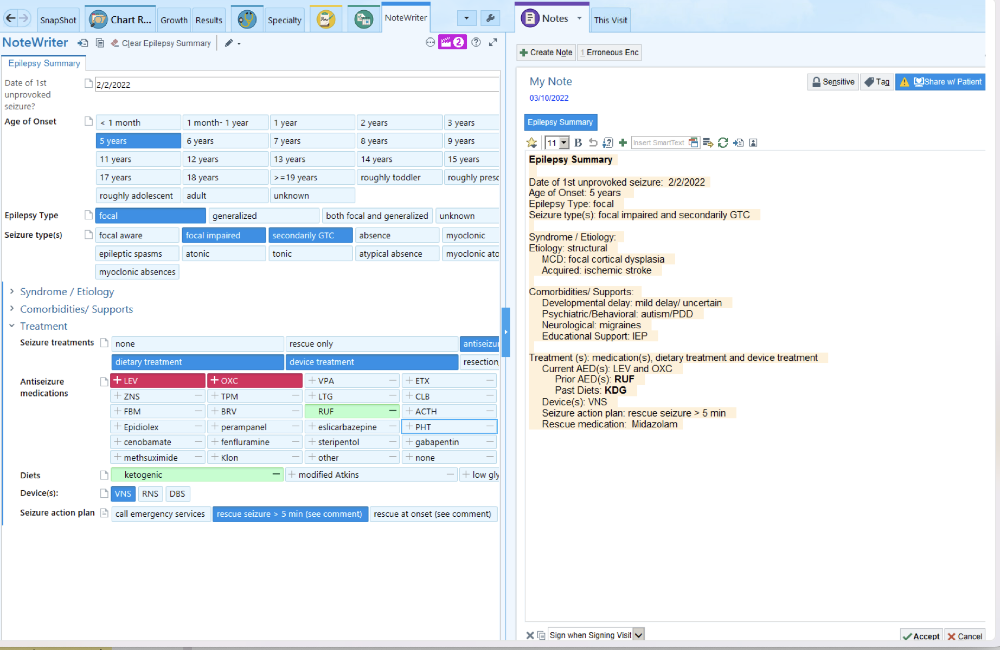 SnapShot Chart R... Growth Results Specialty NoteWriter
NoteWriter Clear Epilepsy Summary 2
Epilepsy Summary
Date of 1st unprovoked seizure? 2/2/2022
Age of Onset < 1 month 1 month- 1 year 1 year 2 years 3 years
5 years 6 years 7 years 8 years 9 years
11 years 12 years 13 years 14 years 15 years
17 years 18 years >=19 years roughly toddler roughly presc
roughly adolescent adult unknown
Epilepsy Type focal generalized both focal and generalized unknown
Seizure type(s) focal aware focal impaired secondarily GTC absence myoclonic
epileptic spasms atonic tonic atypical absence myoclonic ato
myoclonic absences
Syndrome / Etiology
Comorbidities/ Supports
Treatment
Seizure treatments none rescue only antiseizu
dietary treatment device treatment resection,
Antiseizure medications + LEV + OXC + VPA — + ETX —
+ ZNS — + TPM — + LTG — + CLB —
+ FBM — + BRV — RUF — + ACTH —
+ Epidiolex — + perampanel — + eslicarbazepine — + PHT —
+ cenobamate — + fenfluramine — + steripentol — + gabapentin —
+ methsuximide — + Klon — + other — + none —
Diets ketogenic — + modified Atkins — + low gly
Device(s): VNS RNS DBS
Seizure action plan call emergency services rescue seizure > 5 min (see comment) rescue at onset (see comment)
Notes This Visit
Create Note 1 Erroneous Enc
My Note Sensitive Tag Share w/ Patient
03/10/2022
Epilepsy Summary
11 B Insert SmartText
Epilepsy Summary
Date of 1st unprovoked seizure: 2/2/2022
Age of Onset: 5 years
Epilepsy Type: focal
Seizure type(s): focal impaired and secondarily GTC
Syndrome / Etiology:
Etiology: structural
MCD: focal cortical dysplasia
Acquired: ischemic stroke
Comorbidities/ Supports:
Developmental delay: mild delay/ uncertain
Psychiatric/Behavioral: autism/PDD
Neurological: migraines
Educational Support: IEP
Treatment (s): medication(s), dietary treatment and device treatment
Current AED(s): LEV and OXC
Prior AED(s): RUF
Past Diets: KDG
Device(s): VNS
Seizure action plan: rescue seizure > 5 min
Rescue medication: Midazolam
Sign when Signing Visit Accept Cancel